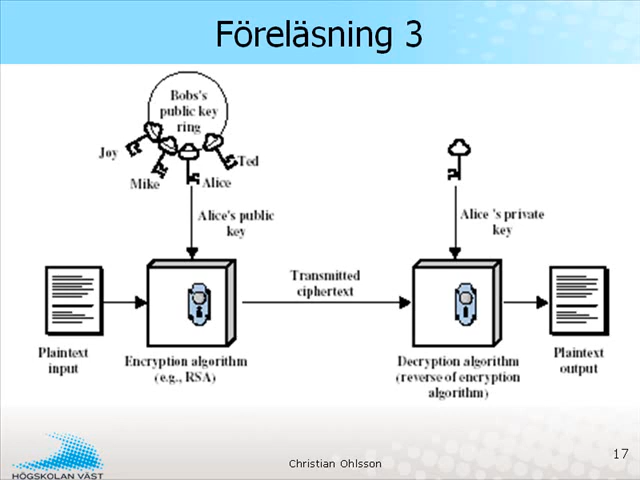 Föreläsning 3
Bobs's
public key
ring
Joy
Mike
Alice
Ted
Alice's public
key
Alice 's private
key
Transmitted
ciphertext
Plaintext
input
Encryption algorithm
(e.g., RSA)
Decryption algorithm
(reverse of encryption
algorithm)
Plaintext
output
HÖGSKOLAN VÄST
Christian Ohlsson
17